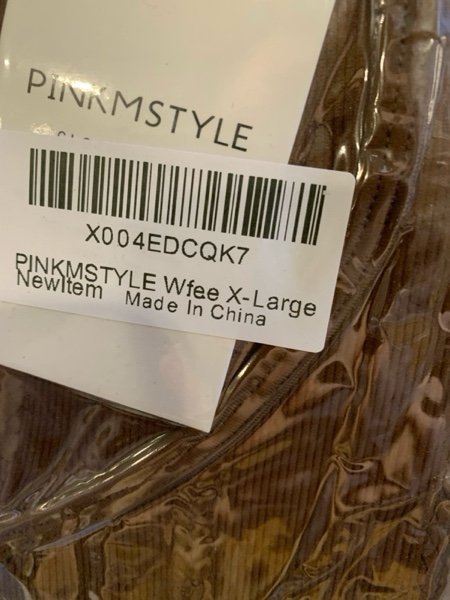 PINKMSTYLE
X004EDCQK7
PINKMSTYLE Wfee X-Large
NewItem Made In China